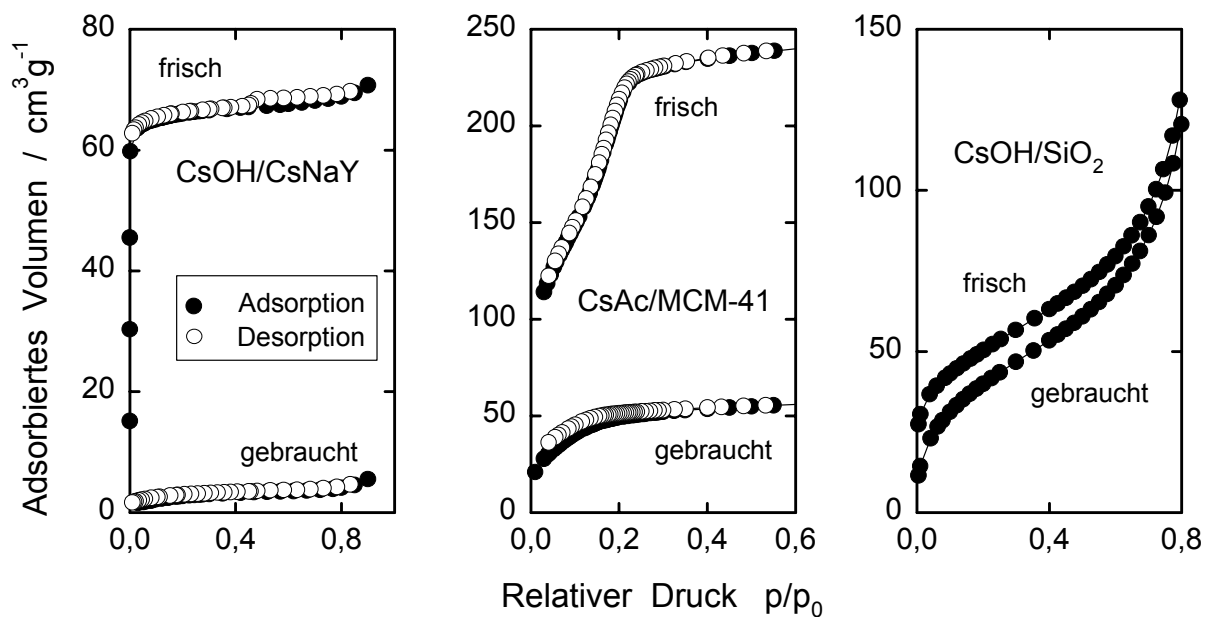 Adsorbiertes Volumen / cm³g⁻¹
80
60
40
20
0
frisch
CsOH/CsNaY
Adsorption
Desorption
gebraucht
0,0 0,4 0,8
250
200
150
100
50
0
frisch
CsAc/MCM-41
gebraucht
0,0 0,2 0,4 0,6
150
100
50
0
CsOH/SiO₂
frisch
gebraucht
0,0 0,4 0,8
Relativer Druck p/p₀